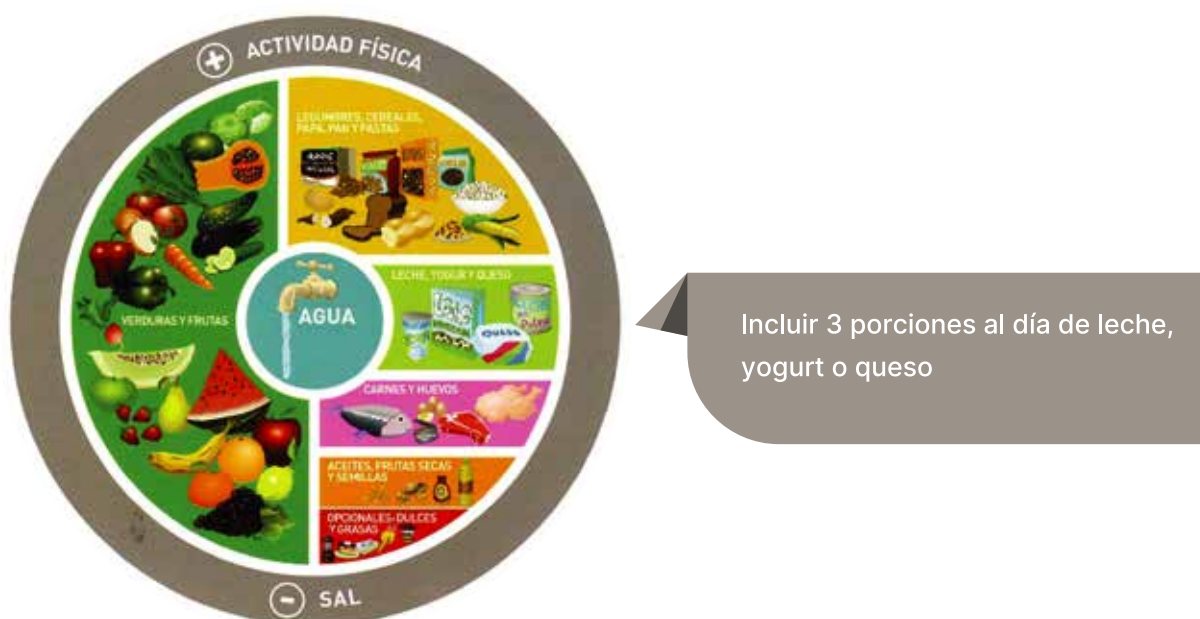 ACTIVIDAD FÍSICA
LEGUMBRES, CEREALES,
PAPA, PAN Y PASTAS
LECHE, YOGUR Y QUESO
AGUA
VERDURAS Y FRUTAS
CARNES Y HUEVOS
ACEITES, FRUTAS SECAS
Y SEMILLAS
OPCIONALES-DULCES
Y GRASAS
SAL
Incluir 3 porciones al día de leche,
yogurt o queso